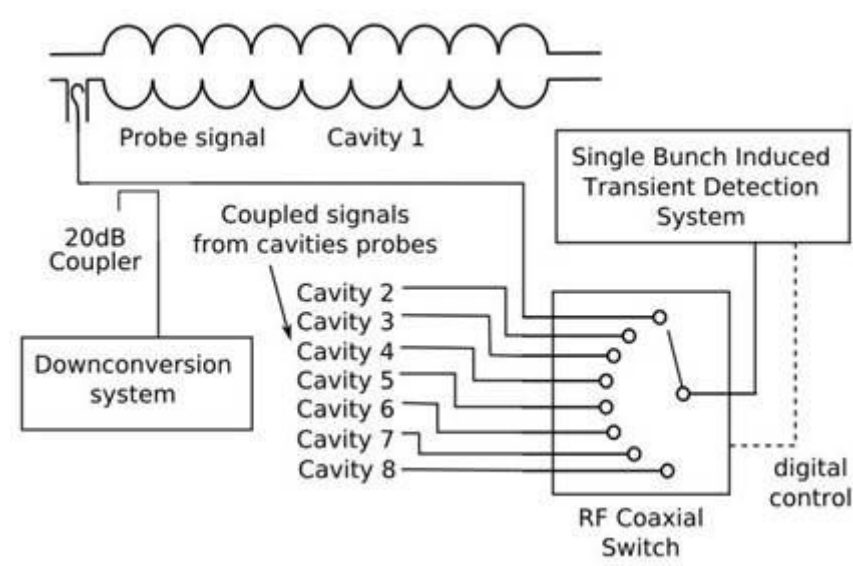 Probe signal
Cavity 1
Single Bunch Induced
Transient Detection
System
20dB
Coupler
Coupled signals
from cavities probes
Cavity 2
Cavity 3
Cavity 4
Cavity 5
Cavity 6
Cavity 7
Cavity 8
Downconversion
system
digital
control
RF Coaxial
Switch